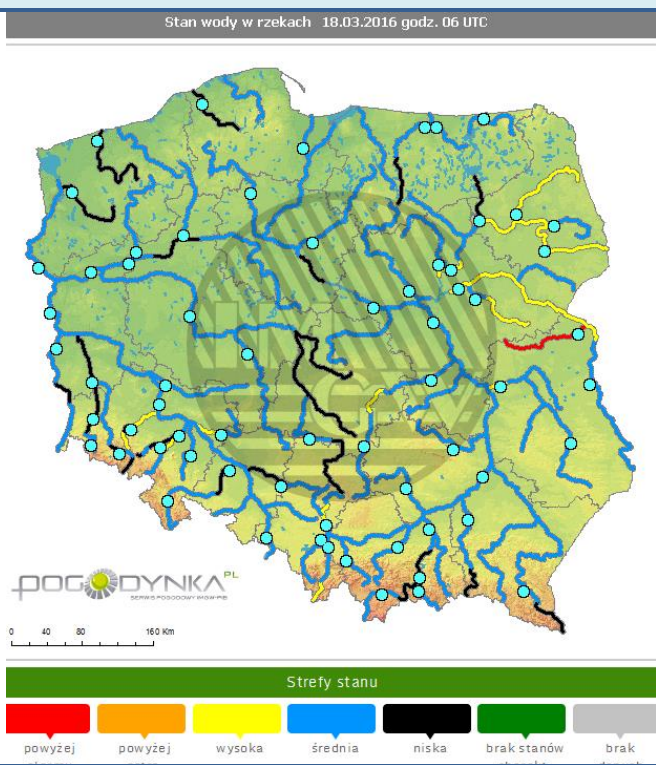 Stan wody w rzekach 18.03.2016 godz. 06 UTC
POGODYNKA PL
SERWIS POGODOWY IMGW-PIB
0 40 80 160 Km
Strefy stanu
powyżej powyżej wysoka średnia niska brak stanów brak